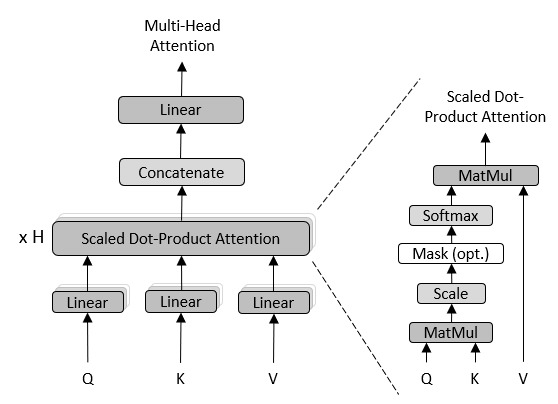 Multi-Head
Attention
Linear
Concatenate
x H
Scaled Dot-Product Attention
Linear
Linear
Linear
Q
K
V
Scaled Dot-
Product Attention
MatMul
Softmax
Mask (opt.)
Scale
MatMul
Q
K
V